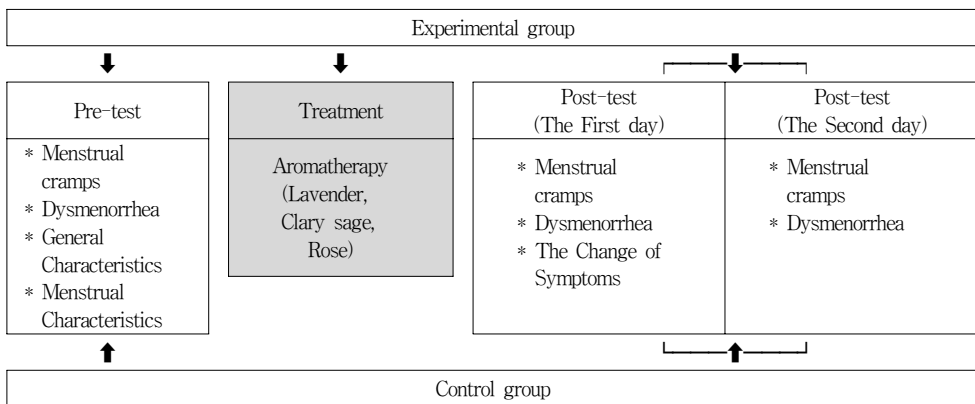 Experimental group
Pre-test
* Menstrual
cramps
* Dysmenorrhea
* General
Characteristics
* Menstrual
Characteristics
Treatment
Aromatherapy
(Lavender,
Clary sage,
Rose)
Post-test
(The First day)
* Menstrual
cramps
* Dysmenorrhea
* The Change of
Symptoms
Post-test
(The Second day)
* Menstrual
cramps
* Dysmenorrhea
Control group